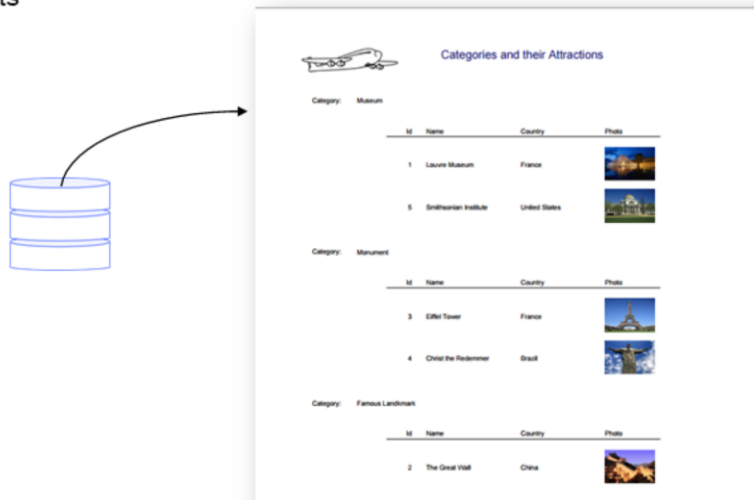 Categories and their Attractions
Category: Museum
Id Name Country Photo
1 Louvre Museum France
5 Smithsonian Institute United States
Category: Monument
Id Name Country Photo
3 Eiffel Tower France
4 Christ the Redemmer Brazil
Category: Famous Landkmark
Id Name Country Photo
2 The Great Wall China